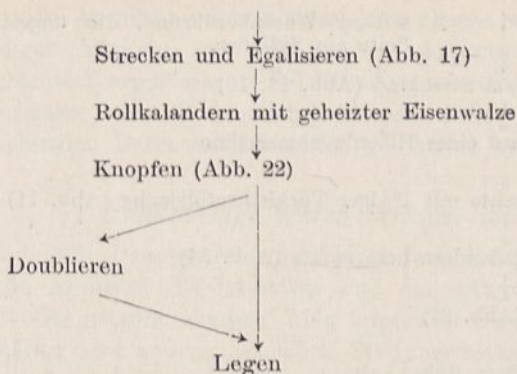 Strecken und Egalisieren (Abb. 17)
Rollkalandern mit geheizter Eisenwalze
Knopfen (Abb. 22)
Doublieren
Legen